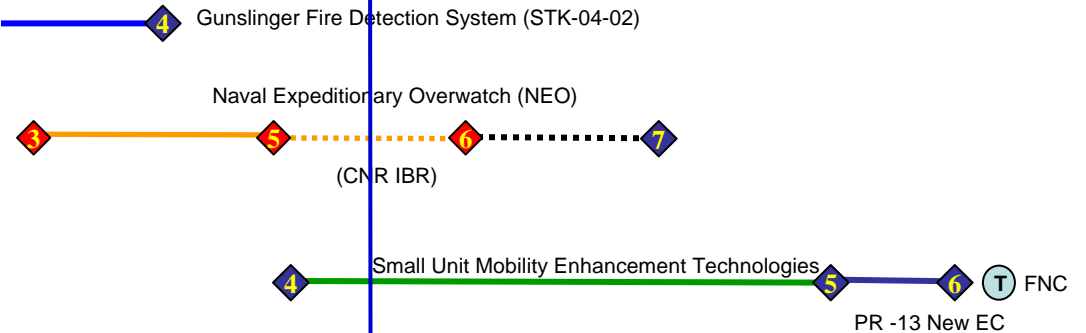 4 Gunslinger Fire Detection System (STK-04-02)
Naval Expeditionary Overwatch (NEO)
3 5 6 7
(CNR IBR)
Small Unit Mobility Enhancement Technologies
4 5 6 T FNC
PR -13 New EC